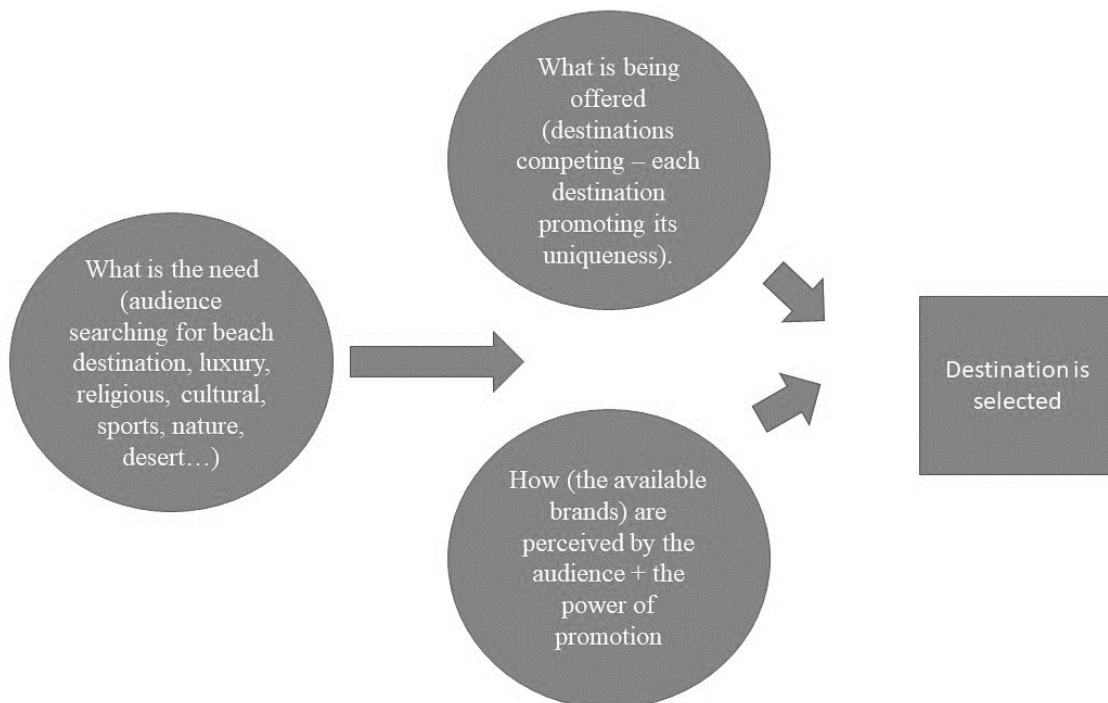 What is the need
(audience
searching for beach
destination, luxury,
religious, cultural,
sports, nature,
desert…)
What is being
offered
(destinations
competing – each
destination
promoting its
uniqueness).
How (the available
brands) are
perceived by the
audience + the
power of
promotion
Destination is
selected